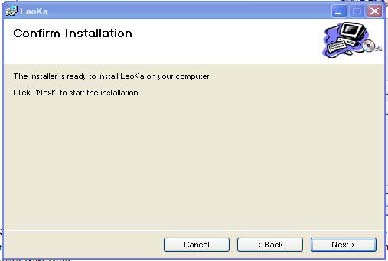 LeoKa
Confirm Installation
The installer is ready to install LeoKa on your computer.
Click "Next" to start the installation.
Cancel
< Back
Next >